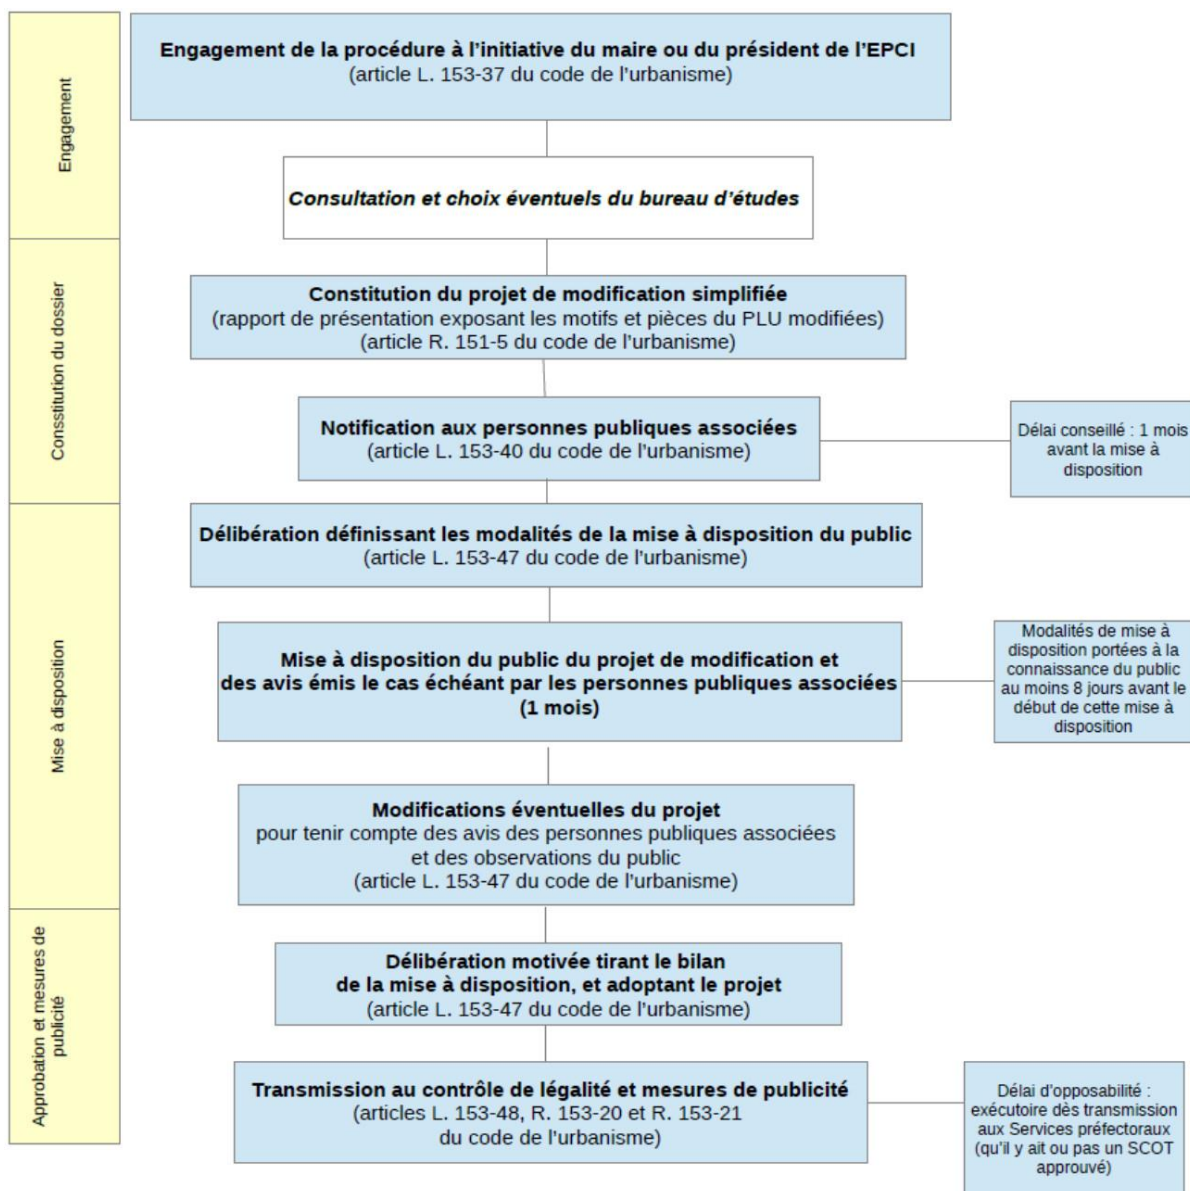 Engagement
Engagement de la procédure à l'initiative du maire ou du président de l'EPCI
(article L. 153-37 du code de l'urbanisme)
Consultation et choix éventuels du bureau d'études
Consstitution du dossier
Constitution du projet de modification simplifiée
(rapport de présentation exposant les motifs et pièces du PLU modifiées)
(article R. 151-5 du code de l'urbanisme)
Notification aux personnes publiques associées
(article L. 153-40 du code de l'urbanisme)
Délai conseillé : 1 mois
avant la mise à
disposition
Mise à disposition
Délibération définissant les modalités de la mise à disposition du public
(article L. 153-47 du code de l'urbanisme)
Mise à disposition du public du projet de modification et
des avis émis le cas échéant par les personnes publiques associées
(1 mois)
Modalités de mise à
disposition portées à la
connaissance du public
au moins 8 jours avant le
début de cette mise à
disposition
Modifications éventuelles du projet
pour tenir compte des avis des personnes publiques associées
et des observations du public
(article L. 153-47 du code de l'urbanisme)
Approbation et mesures de
publicité
Délibération motivée tirant le bilan
de la mise à disposition, et adoptant le projet
(article L. 153-47 du code de l'urbanisme)
Transmission au contrôle de légalité et mesures de publicité
(articles L. 153-48, R. 153-20 et R. 153-21
du code de l'urbanisme)
Délai d'opposabilité :
exécutoire dès transmission
aux Services préfectoraux
(qu'il y ait ou pas un SCOT
approuvé)